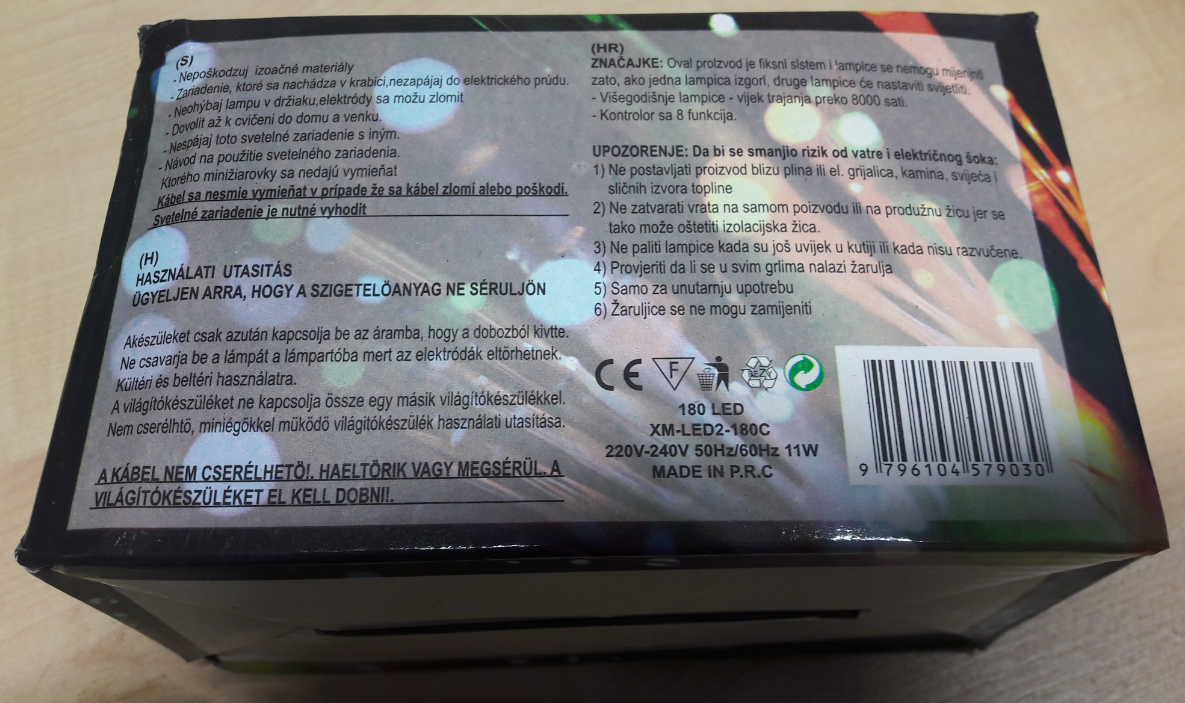 (S)
- Nepoškodzuj izoačné materiály
- Zariadenie, ktoré sa nachádza v krabici,nezapájaj do elektrického prúdu.
- Neohýbaj lampu v držiaku,elektródy sa možu zlomit
- Dovolit až k cvičeni do domu a venku.
- Nespájaj toto svetelné zariadenie s iným.
- Návod na použitie svetelného zariadenia.
Ktorého minižiarovky sa nedajú vymieňat
Kábel sa nesmie vymieňat v prípade že sa kábel zlomí alebo poškodí.
Svetelné zariadenie je nutné vyhodit
(H)
HASZNÁLATI UTASITÁS
ÜGYELJEN ARRA, HOGY A SZIGETELÖANYAG NE SÉRULJÖN
Akészüleket csak azután kapcsolja be az áramba, hogy a dobozból kivtte.
Ne csavarja be a lámpát a lámpartóba mert az elektródák eltörhetnek.
Kültéri és beltéri használatra.
A világítókészüléket ne kapcsolja össze egy másik világítókészülékkel.
Nem cserélhtö, miniégökkel müködö világitókészülék használati utasítása.
A KÁBEL NEM CSERÉLHETÖ!. HAELTÖRIK VAGY MEGSÉRÜL. A
VILÁGÍTÓKÉSZÜLÉKET EL KELL DOBNI!.
(HR)
ZNAČAJKE: Oval proizvod je fiksni sistem i lampice se nemogu mijenjnti
zato, ako jedna lampica izgori, druge lampice će nastaviti svijetliti.
- Višegodišnje lampice - vijek trajanja preko 8000 sati.
- Kontrolor sa 8 funkcija.
UPOZORENJE: Da bi se smanjio rizik od vatre i električnog šoka:
1) Ne postavljati proizvod blizu plina ili el. grijalica, kamina, svijeća i
sličnih izvora topline
2) Ne zatvarati vrata na samom poizvodu ili na produžnu žicu jer se
tako može oštetiti izolacijska žica.
3) Ne paliti lampice kada su još uvijek u kutiji ili kada nisu razvučene.
4) Provjeriti da li se u svim grlima nalazi žarulja
5) Samo za unutarnju upotrebu
6) Žaruljice se ne mogu zamijeniti
CE F
180 LED
XM-LED2-180C
220V-240V 50Hz/60Hz 11W
MADE IN P.R.C
9 796104 579030